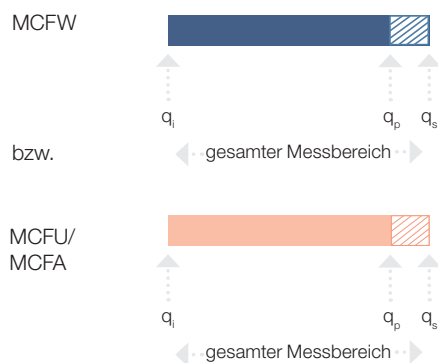 MCFW
qi qp qs
bzw.
gesamter Messbereich
MCFU/
MCFA
qi qp qs
gesamter Messbereich